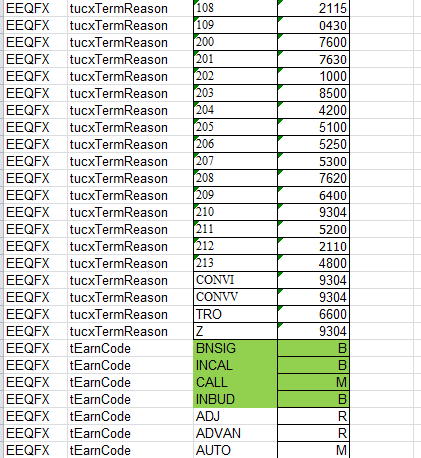 EEQFX tucxTermReason 108 2115
EEQFX tucxTermReason 109 0430
EEQFX tucxTermReason 200 7600
EEQFX tucxTermReason 201 7630
EEQFX tucxTermReason 202 1000
EEQFX tucxTermReason 203 8500
EEQFX tucxTermReason 204 4200
EEQFX tucxTermReason 205 5100
EEQFX tucxTermReason 206 5250
EEQFX tucxTermReason 207 5300
EEQFX tucxTermReason 208 7620
EEQFX tucxTermReason 209 6400
EEQFX tucxTermReason 210 9304
EEQFX tucxTermReason 211 5200
EEQFX tucxTermReason 212 2110
EEQFX tucxTermReason 213 4800
EEQFX tucxTermReason CONVI 9304
EEQFX tucxTermReason CONVV 9304
EEQFX tucxTermReason TRO 6600
EEQFX tucxTermReason Z 9304
EEQFX tEarnCode BNSIG B
EEQFX tEarnCode INCAL B
EEQFX tEarnCode CALL M
EEQFX tEarnCode INBUD B
EEQFX tEarnCode ADJ R
EEQFX tEarnCode ADVAN R
EEQFX tEarnCode AUTO M